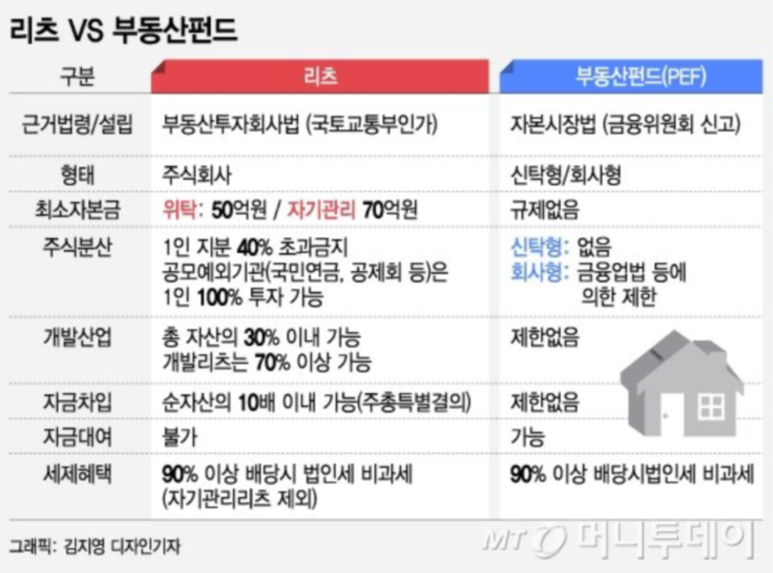 리츠 VS 부동산펀드
구분 리츠 부동산펀드(PEF)
근거법령/설립 부동산투자회사법 (국토교통부인가) 자본시장법 (금융위원회 신고)
형태 주식회사 신탁형/회사형
최소자본금 위탁: 50억원 / 자기관리 70억원 규제없음
주식분산 1인 지분 40% 초과금지 신탁형: 없음
공모예외기관(국민연금, 공제회 등)은 회사형: 금융업법 등에
1인 100% 투자 가능 의한 제한
개발산업 총 자산의 30% 이내 가능 제한없음
개발리츠는 70% 이상 가능
자금차입 순자산의 10배 이내 가능(주총특별결의) 제한없음
자금대여 불가 가능
세제혜택 90% 이상 배당시 법인세 비과세 90% 이상 배당시법인세 비과세
(자기관리리츠 제외)
그래픽: 김지영 디자인기자
MT 머니투데이